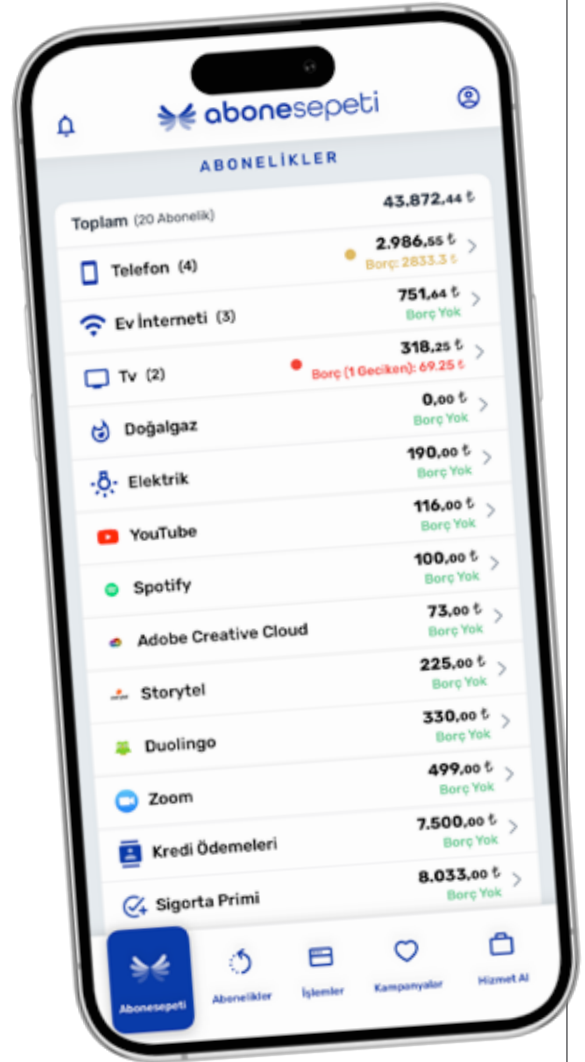 abonesepeti
ABONELİKLER
Toplam (20 Abonelik) 43.872,44 ₺
Telefon (4) 2.986,55 ₺
Borç: 2833.3 ₺
Ev İnterneti (3) 751,64 ₺
Borç Yok
Tv (2) 318,25 ₺
Borç (1 Geciken): 69.25 ₺
Doğalgaz 0,00 ₺
Borç Yok
Elektrik 190,00 ₺
Borç Yok
YouTube 116,00 ₺
Borç Yok
Spotify 100,00 ₺
Borç Yok
Adobe Creative Cloud 73,00 ₺
Borç Yok
Storytel 225,00 ₺
Borç Yok
Duolingo 330,00 ₺
Borç Yok
Zoom 499,00 ₺
Borç Yok
Kredi Ödemeleri 7.500,00 ₺
Borç Yok
Sigorta Primi 8.033,00 ₺
Borç Yok
Abonesepeti Abonelikler İşlemler Kampanyalar Hizmet Al